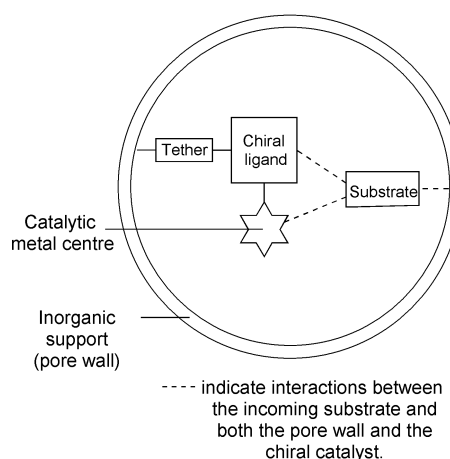 Tether
Chiral
ligand
Substrate
Catalytic
metal centre
Inorganic
support
(pore wall)
indicate interactions between
the incoming substrate and
both the pore wall and the
chiral catalyst.